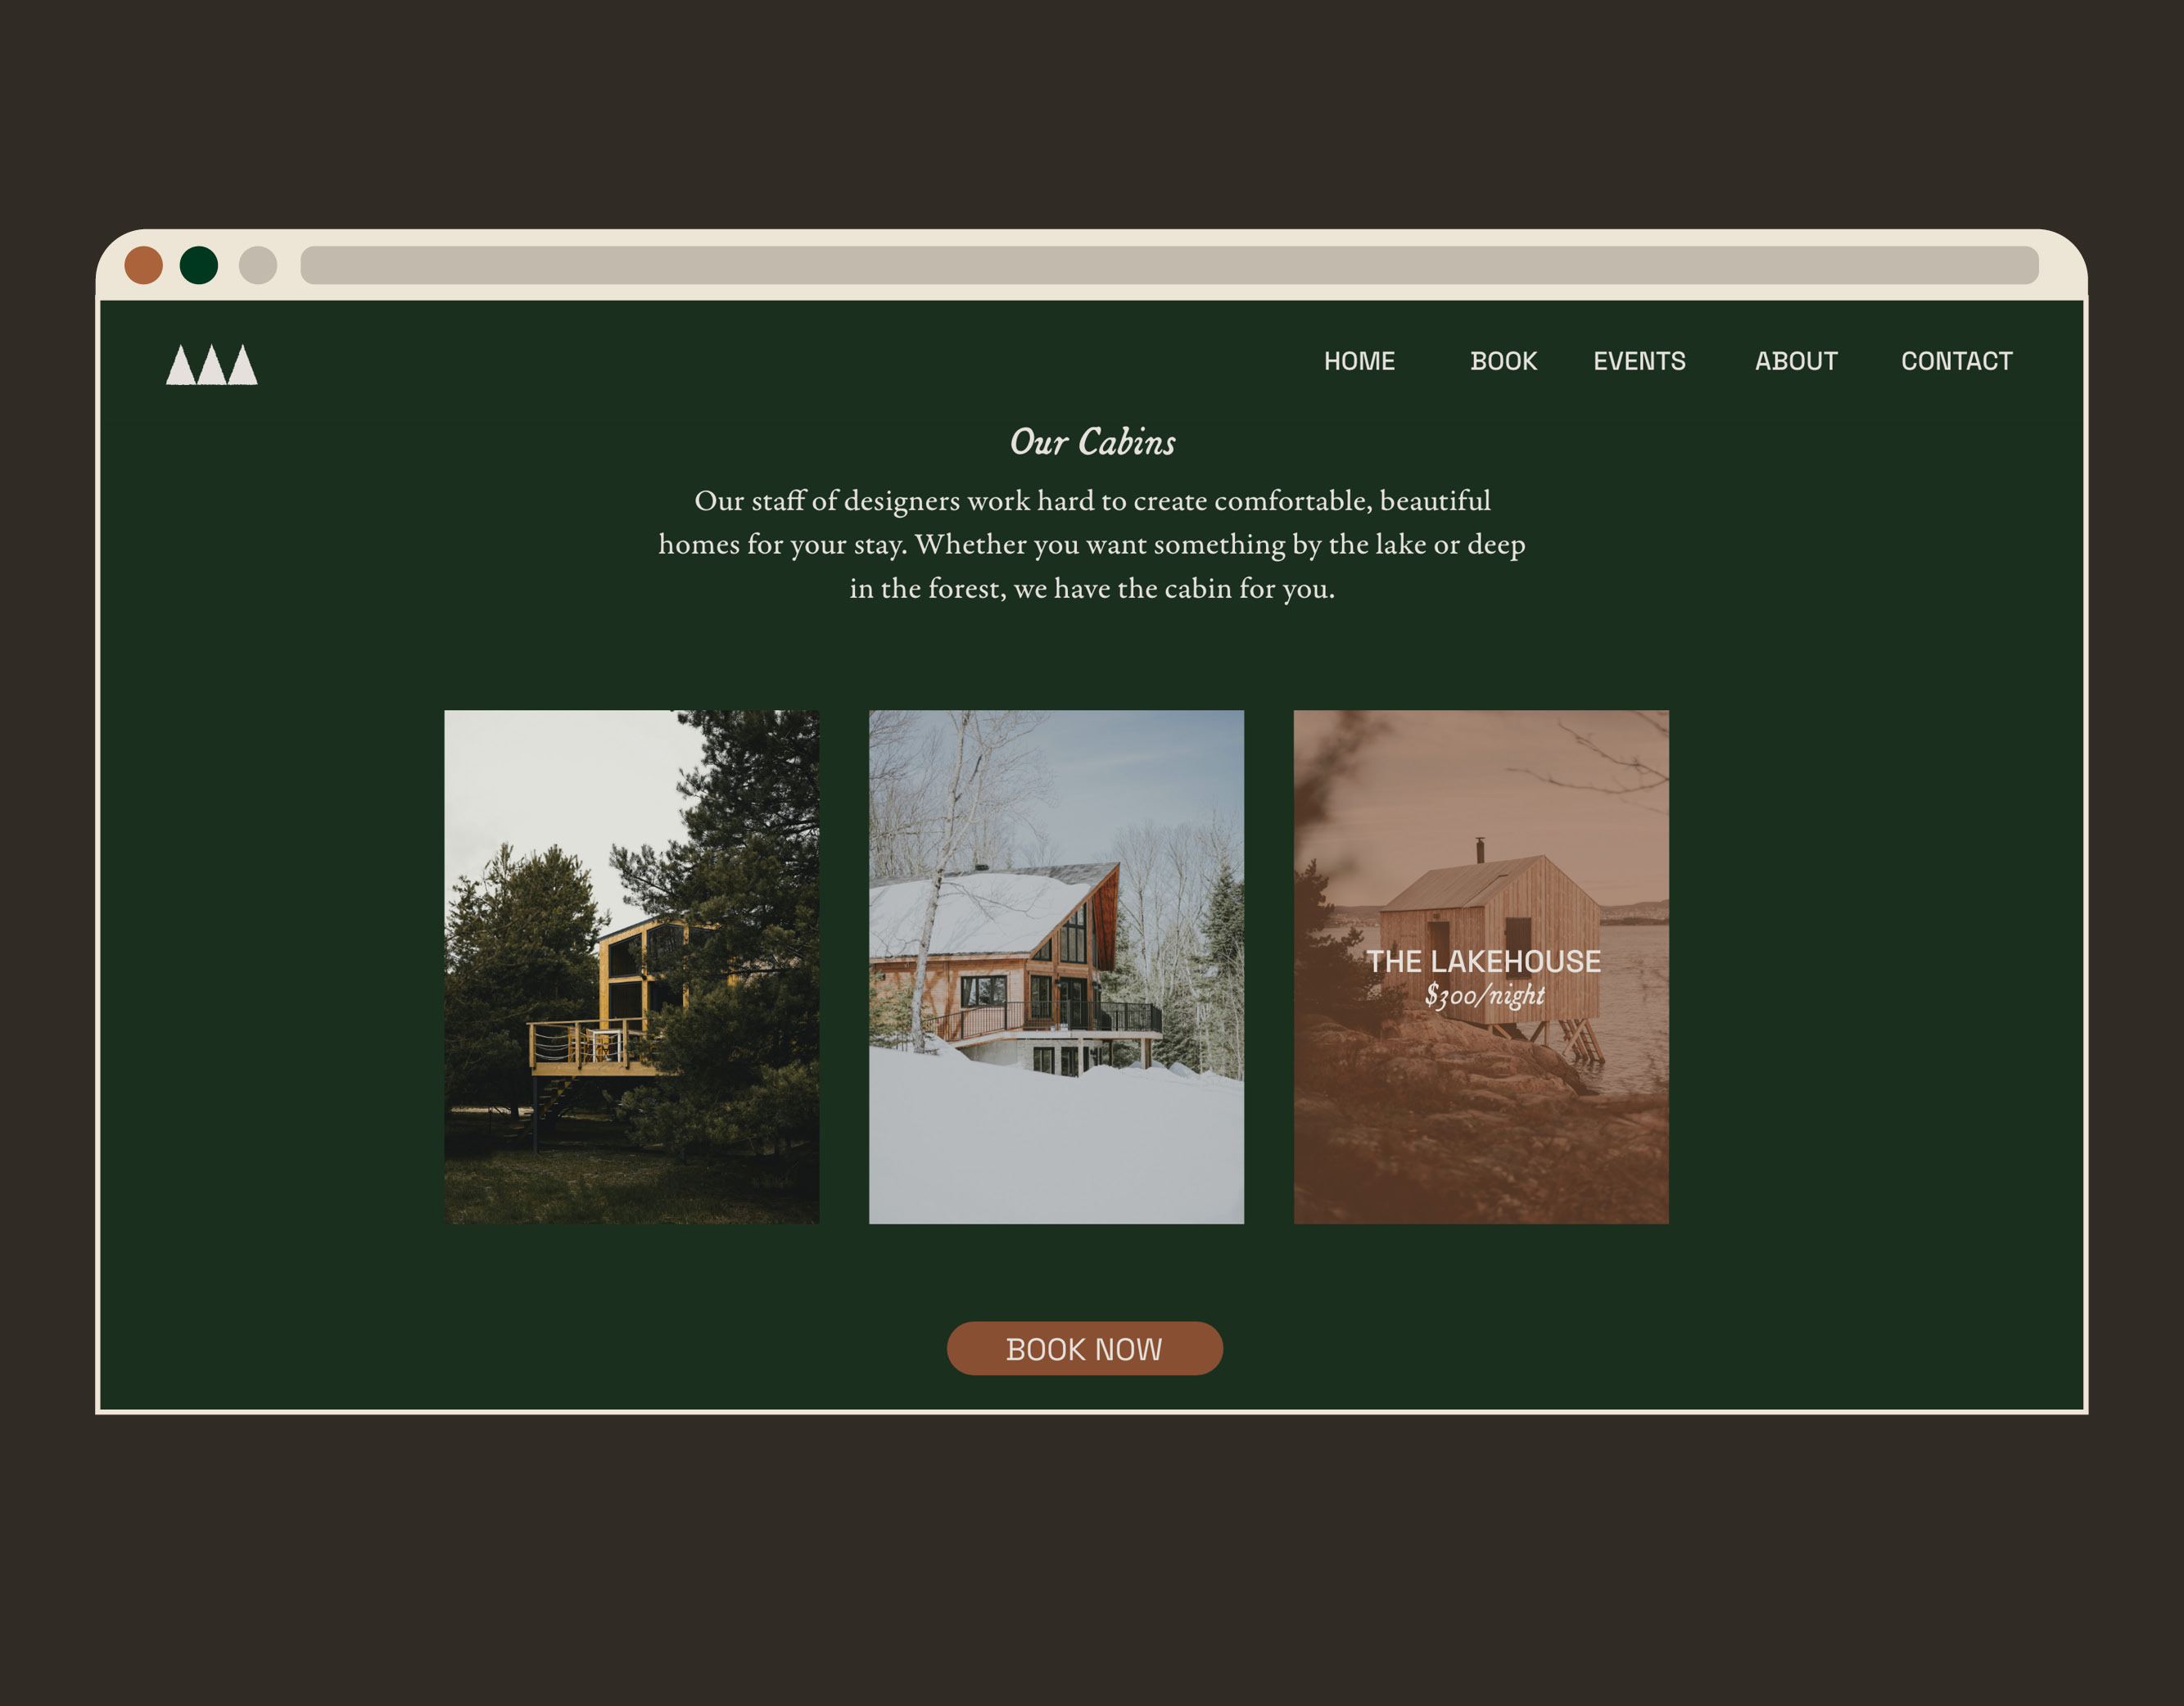 HOME BOOK EVENTS ABOUT CONTACT
Our Cabins
Our staff of designers work hard to create comfortable, beautiful
homes for your stay. Whether you want something by the lake or deep
in the forest, we have the cabin for you.
THE LAKEHOUSE
$300/night
BOOK NOW